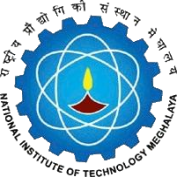 राष्ट्रीय प्रौद्योगिकी संस्थान मेघालय
NATIONAL INSTITUTE OF TECHNOLOGY MEGHALAYA